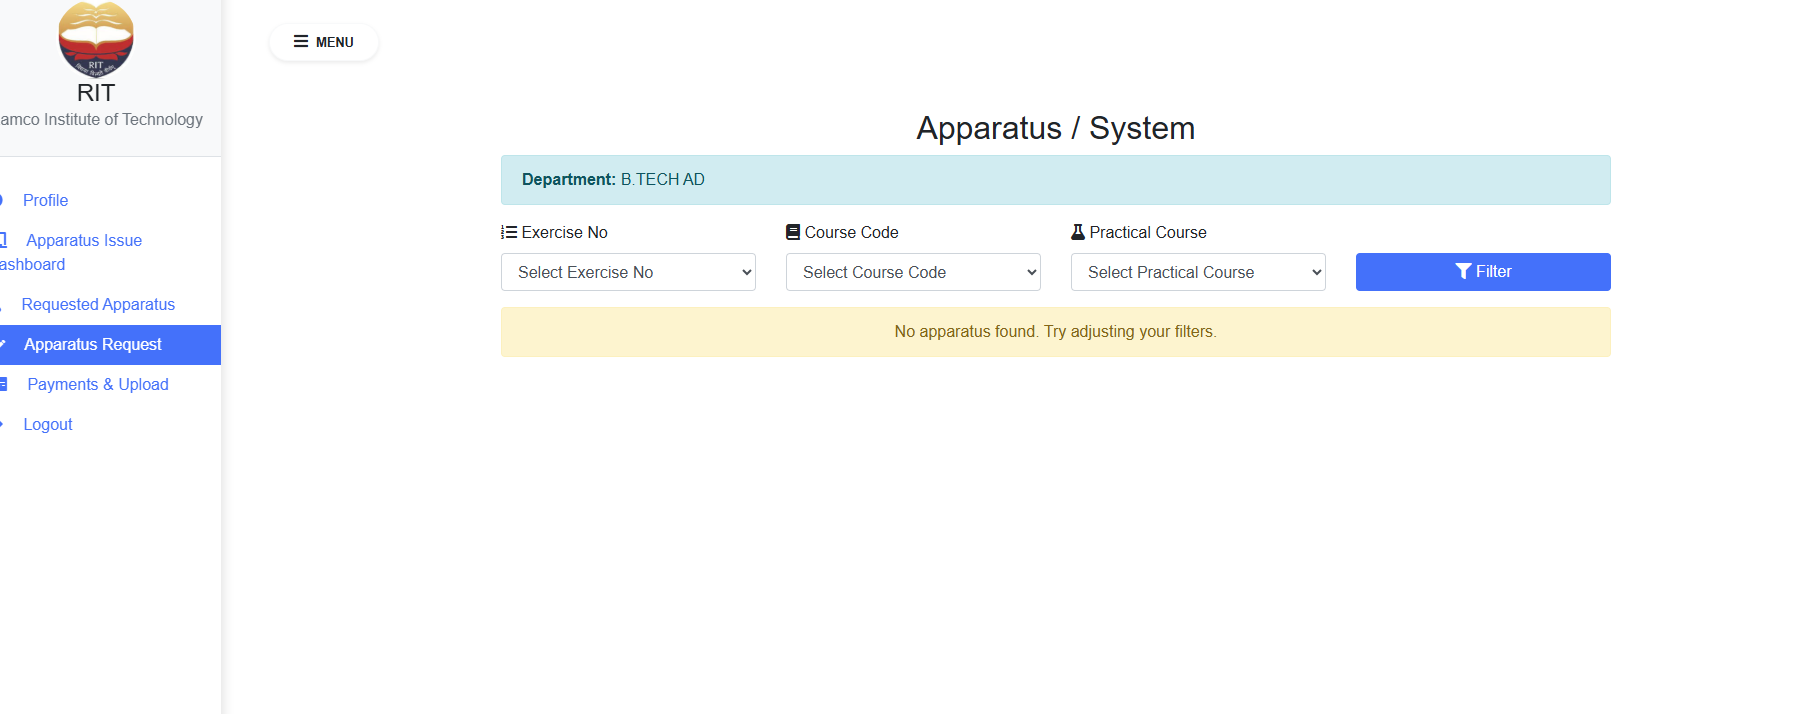 RIT
RIT
amco Institute of Technology
Profile
Apparatus Issue
ashboard
Requested Apparatus
Apparatus Request
Payments & Upload
Logout
MENU
Apparatus / System
Department: B.TECH AD
Exercise No
Course Code
Practical Course
Select Exercise No
Select Course Code
Select Practical Course
Filter
No apparatus found. Try adjusting your filters.